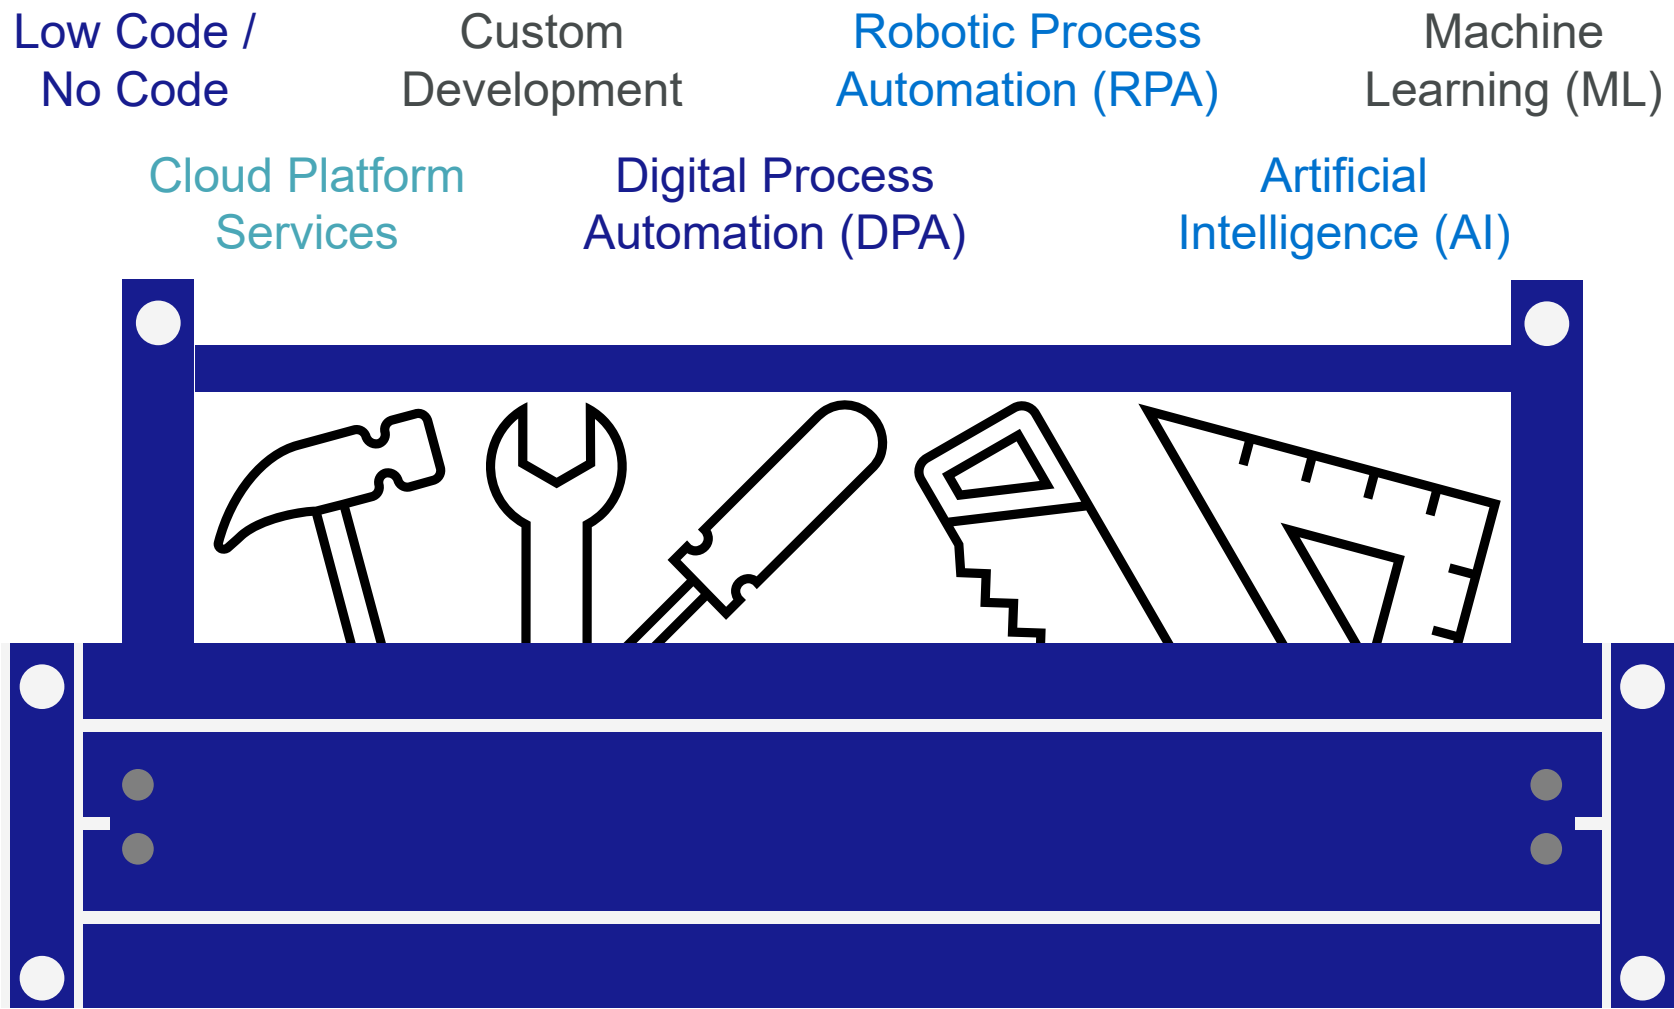 Low Code /
No Code
Custom
Development
Robotic Process
Automation (RPA)
Machine
Learning (ML)
Cloud Platform
Services
Digital Process
Automation (DPA)
Artificial
Intelligence (AI)